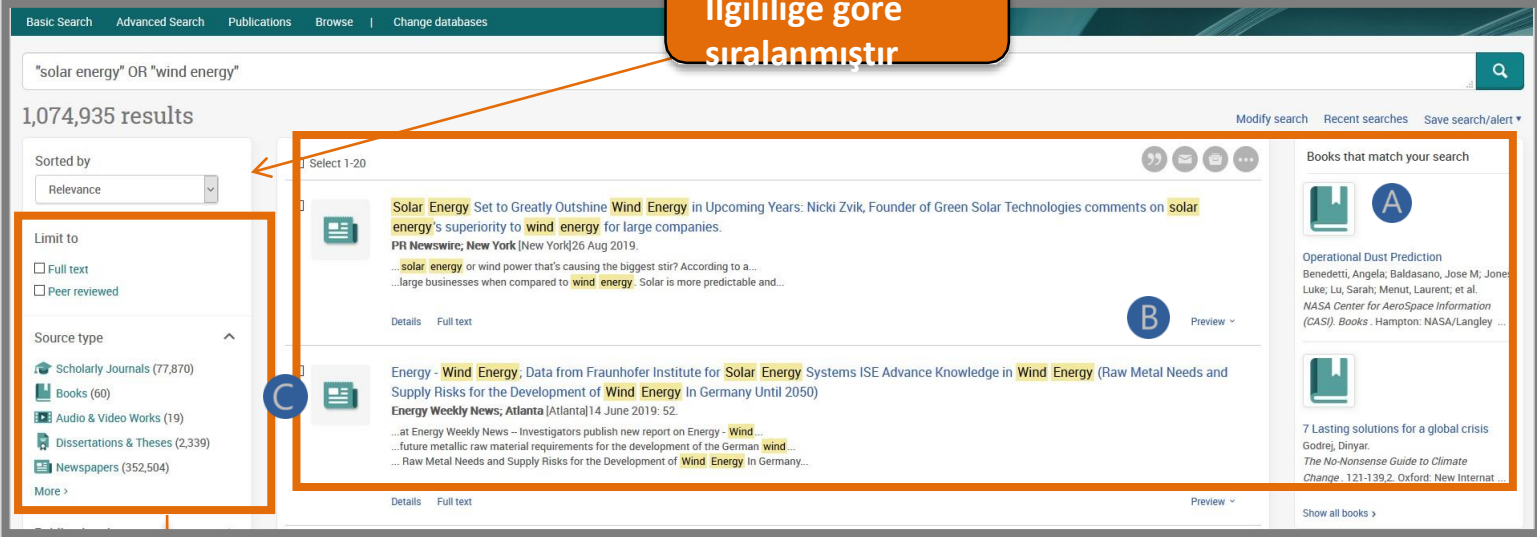 Basic Search Advanced Search Publications Browse | Change databases
İlgililiğe göre
sıralanmıştır
"solar energy" OR "wind energy"
1,074,935 results
Modify search Recent searches Save search/alert
Sorted by
Relevance
Limit to
Full text
Peer reviewed
Source type
Scholarly Journals (77,870)
Books (60)
Audio & Video Works (19)
Dissertations & Theses (2,339)
Newspapers (352,504)
More >
Select 1-20
Solar Energy Set to Greatly Outshine Wind Energy in Upcoming Years: Nicki Zvik, Founder of Green Solar Technologies comments on solar
energy's superiority to wind energy for large companies.
PR Newswire; New York [New York]26 Aug 2019.
...solar energy or wind power that's causing the biggest stir? According to a...
...large businesses when compared to wind energy. Solar is more predictable and...
Details Full text
B
Preview
C
Energy - Wind Energy; Data from Fraunhofer Institute for Solar Energy Systems ISE Advance Knowledge in Wind Energy (Raw Metal Needs and
Supply Risks for the Development of Wind Energy In Germany Until 2050)
Energy Weekly News; Atlanta [Atlanta]14 June 2019: 52.
...at Energy Weekly News -- Investigators publish new report on Energy - Wind...
...future metallic raw material requirements for the development of the German wind...
... Raw Metal Needs and Supply Risks for the Development of Wind Energy In Germany...
Details Full text
Preview
Books that match your search
A
Operational Dust Prediction
Benedetti, Angela; Baldasano, Jose M; Jones
Luke; Lu, Sarah; Menut, Laurent; et al.
NASA Center for AeroSpace Information
(CASI). Books . Hampton: NASA/Langley ...
7 Lasting solutions for a global crisis
Godrej, Dinyar.
The No-Nonsense Guide to Climate
Change . 121-139,2. Oxford: New Internat ...
Show all books >